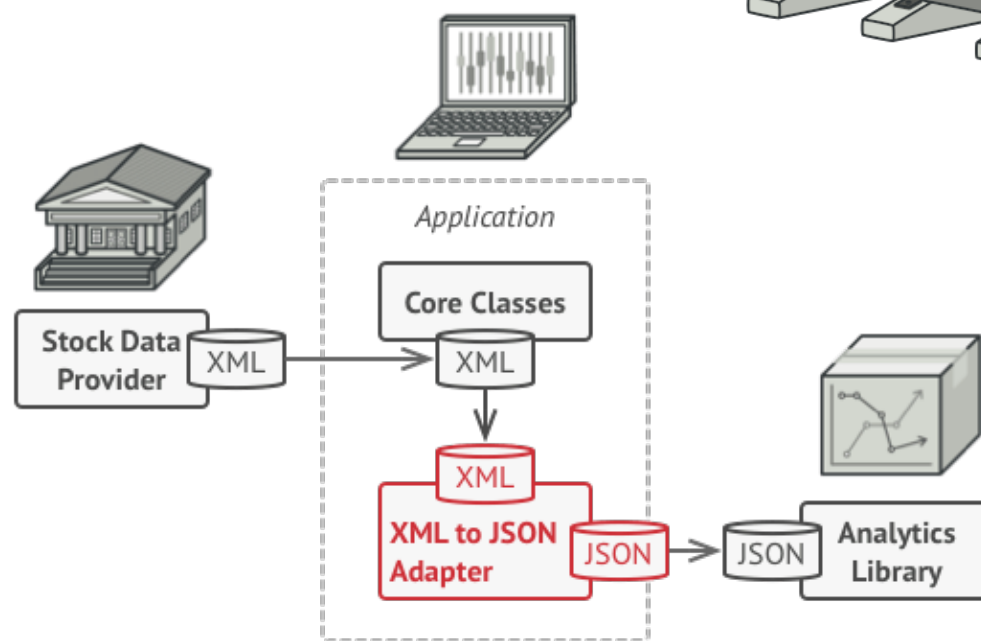 Application
Core Classes
XML
Stock Data
Provider
XML
XML
XML to JSON
Adapter
JSON
JSON
Analytics
Library